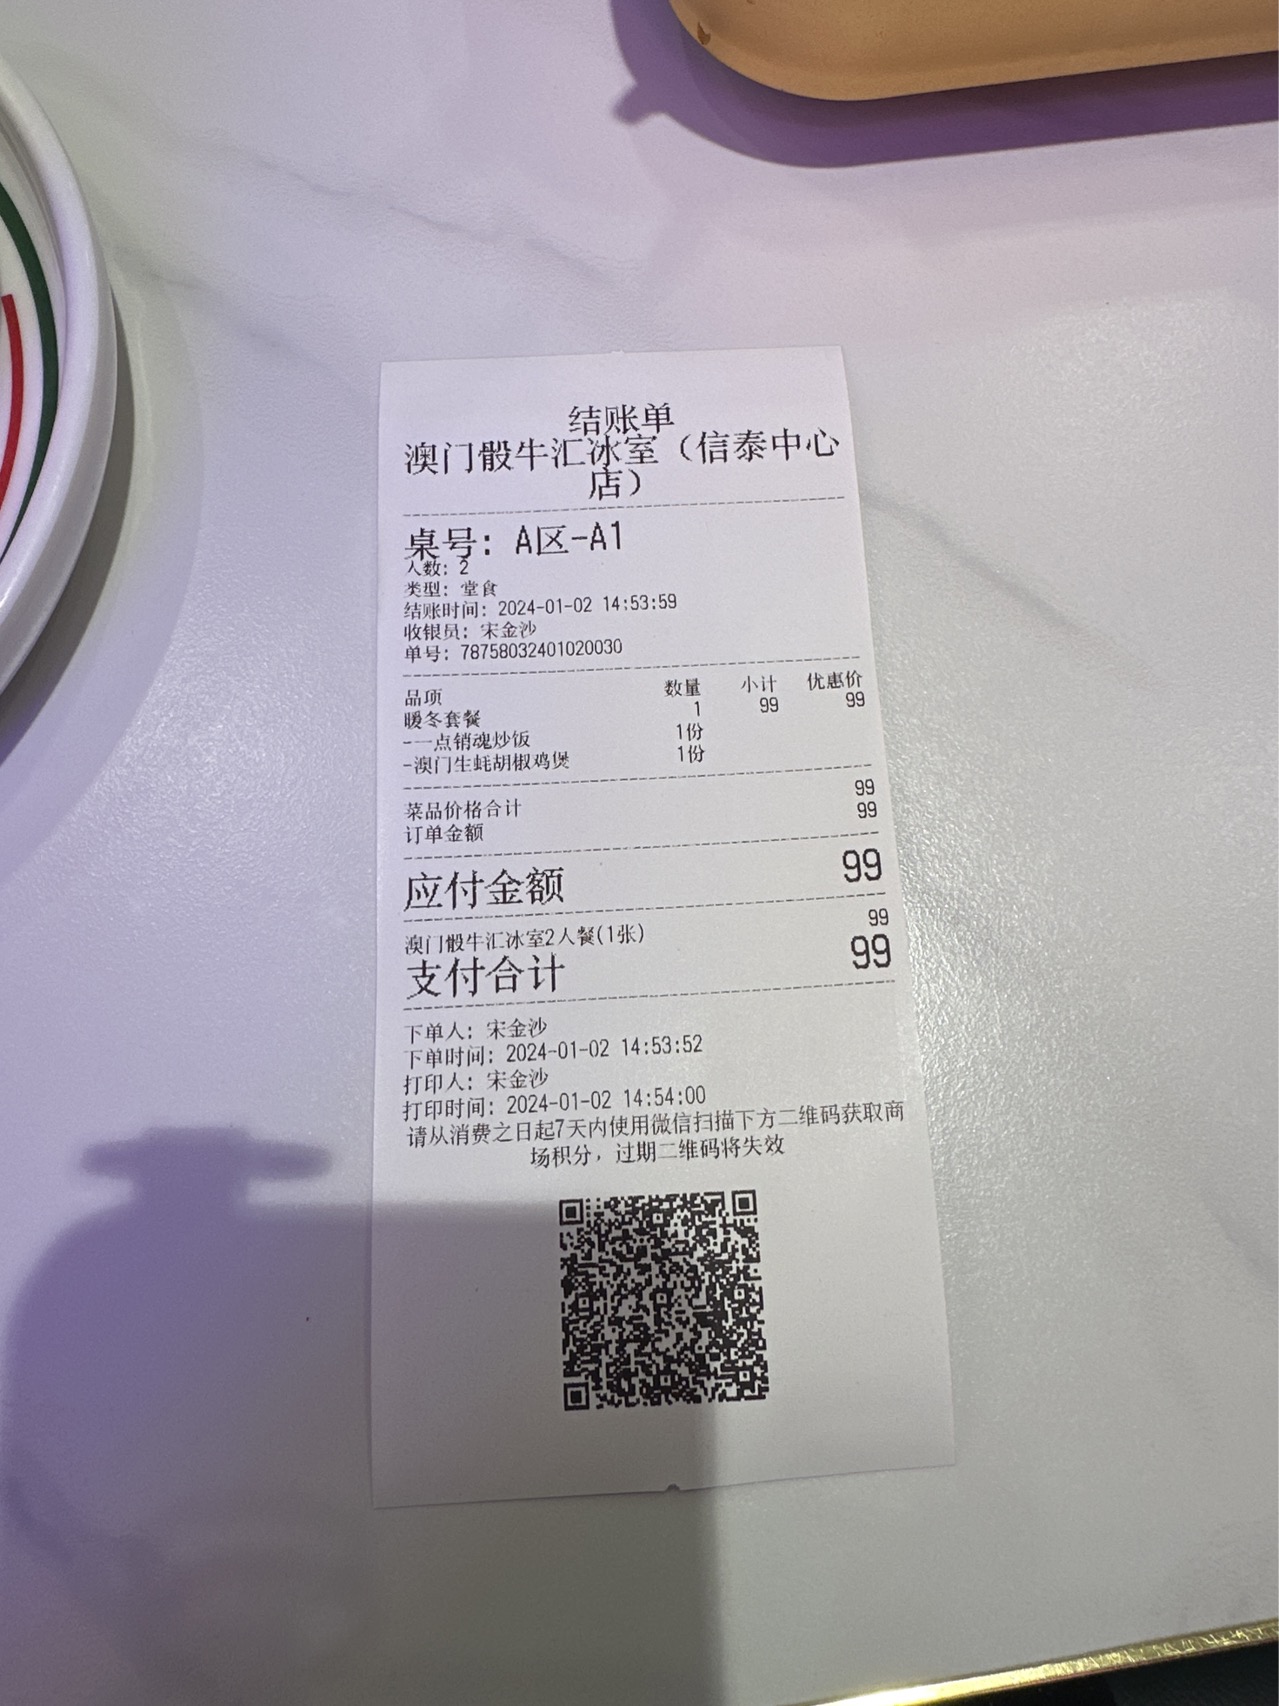 结账单
澳门骰牛汇冰室（信泰中心
店）
桌号：A区-A1
人数：2
类型：堂食
结账时间：2024-01-02 14:53:59
收银员：宋金沙
单号：78758032401020030
品项 数量 小计 优惠价
暖冬套餐 1 99 99
-一点销魂炒饭 1份
-澳门生蚝胡椒鸡煲 1份
菜品价格合计 99
订单金额 99
应付金额 99
澳门骰牛汇冰室2人餐(1张) 99
支付合计 99
下单人：宋金沙
下单时间：2024-01-02 14:53:52
打印人：宋金沙
打印时间：2024-01-02 14:54:00
请从消费之日起7天内使用微信扫描下方二维码获取商
场积分，过期二维码将失效